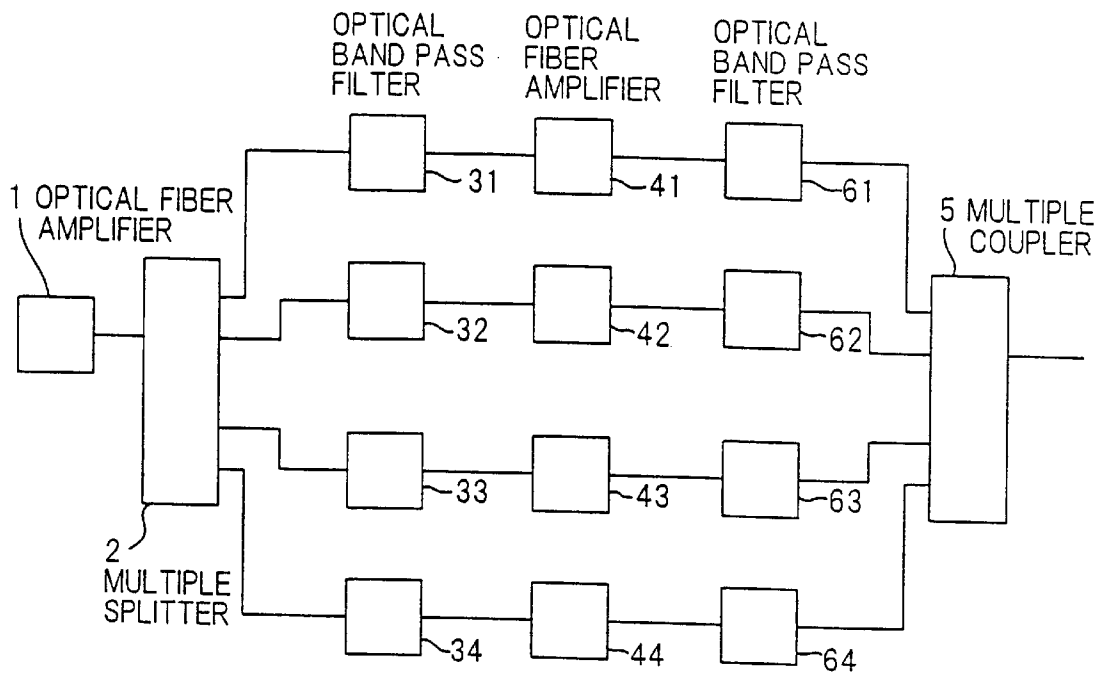 OPTICAL
BAND PASS
FILTER
OPTICAL
FIBER
AMPLIFIER
OPTICAL
BAND PASS
FILTER
31
41
61
1 OPTICAL FIBER
AMPLIFIER
5 MULTIPLE
COUPLER
32
42
62
33
43
63
2
MULTIPLE
SPLITTER
34
44
64